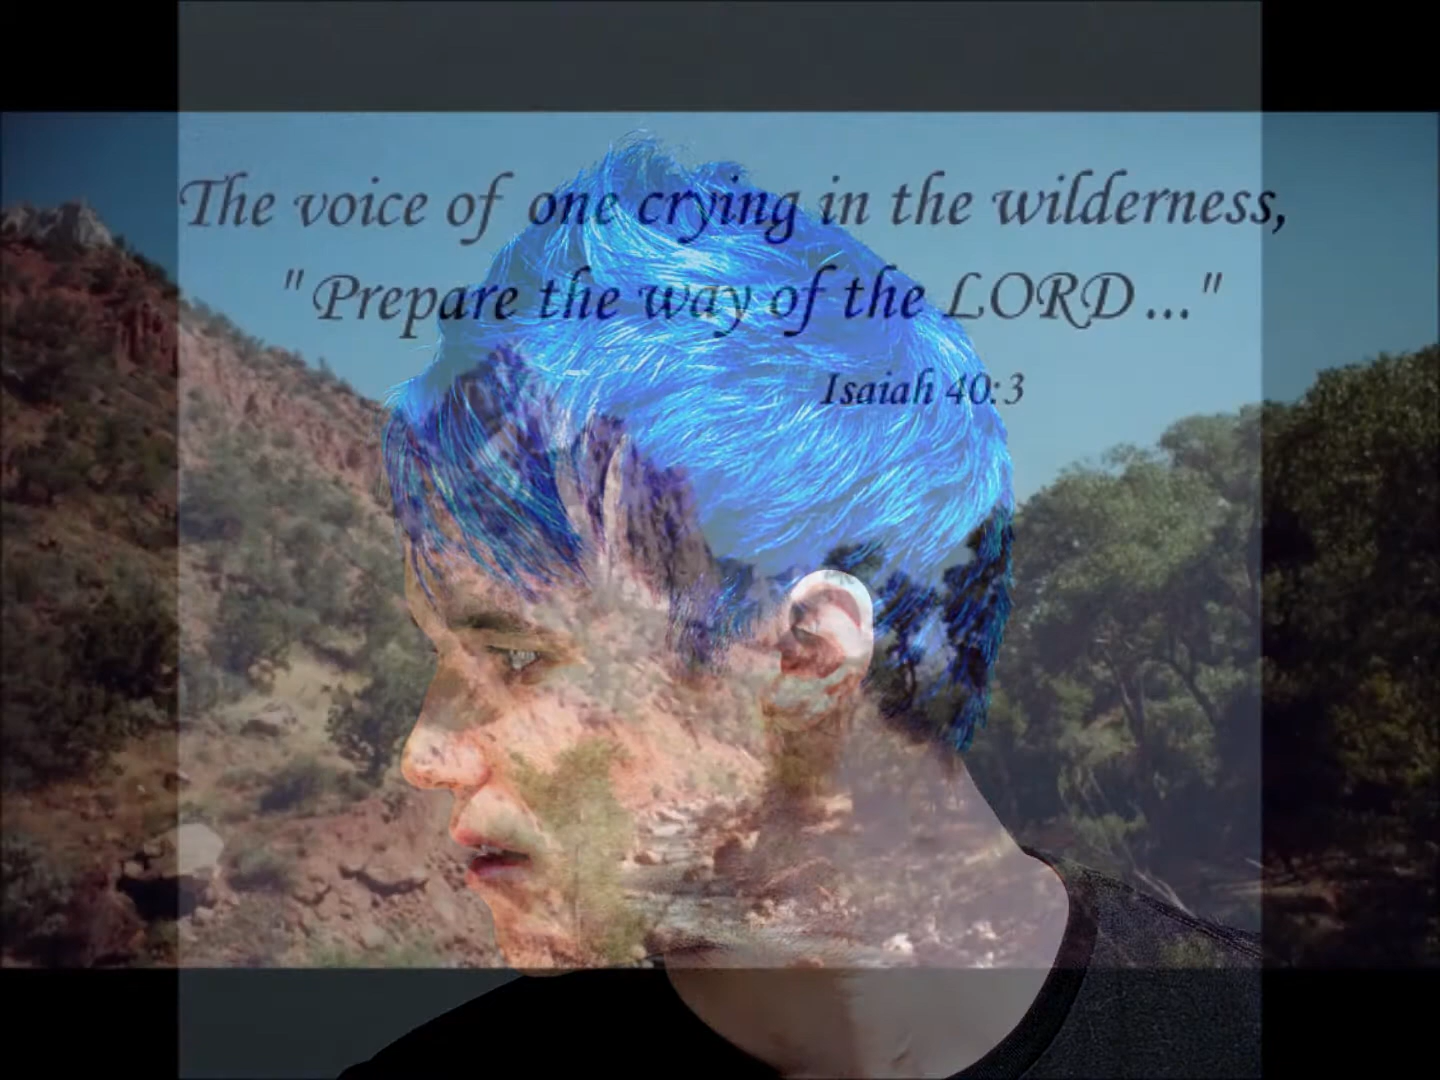 The voice of one crying in the wilderness,
"Prepare the way of the LORD..."
Isaiah 40:3